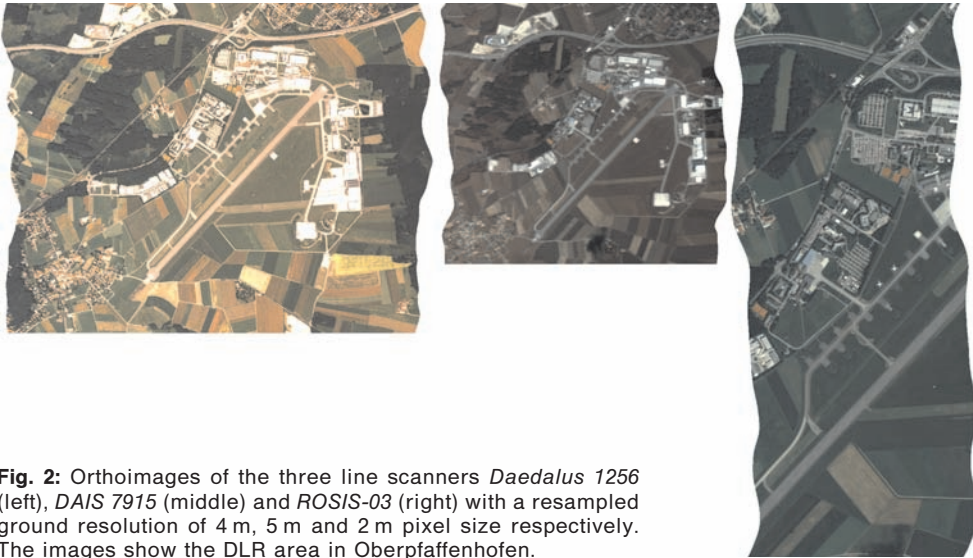 Fig. 2: Orthoimages of the three line scanners Daedalus 1256
(left), DAIS 7915 (middle) and ROSIS-03 (right) with a resampled
ground resolution of 4 m, 5 m and 2 m pixel size respectively.
The images show the DLR area in Oberpfaffenhofen.